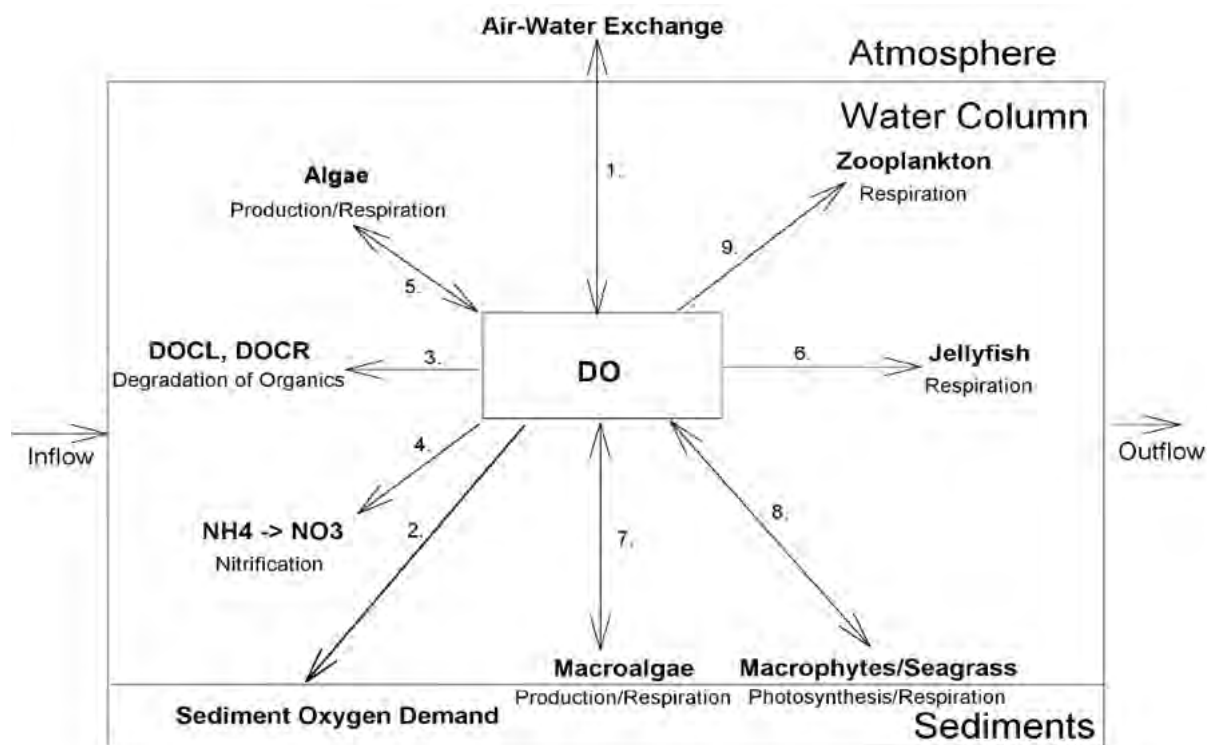 Air-Water Exchange
Atmosphere
Water Column
Zooplankton
Respiration
Algae
Production/Respiration
1.
9.
5.
DOCL, DOCR
Degradation of Organics
3.
DO
6.
Jellyfish
Respiration
Inflow
4.
Outflow
NH4 -> NO3
Nitrification
2.
7.
8.
Macroalgae
Production/Respiration
Macrophytes/Seagrass
Photosynthesis/Respiration
Sediment Oxygen Demand
Sediments